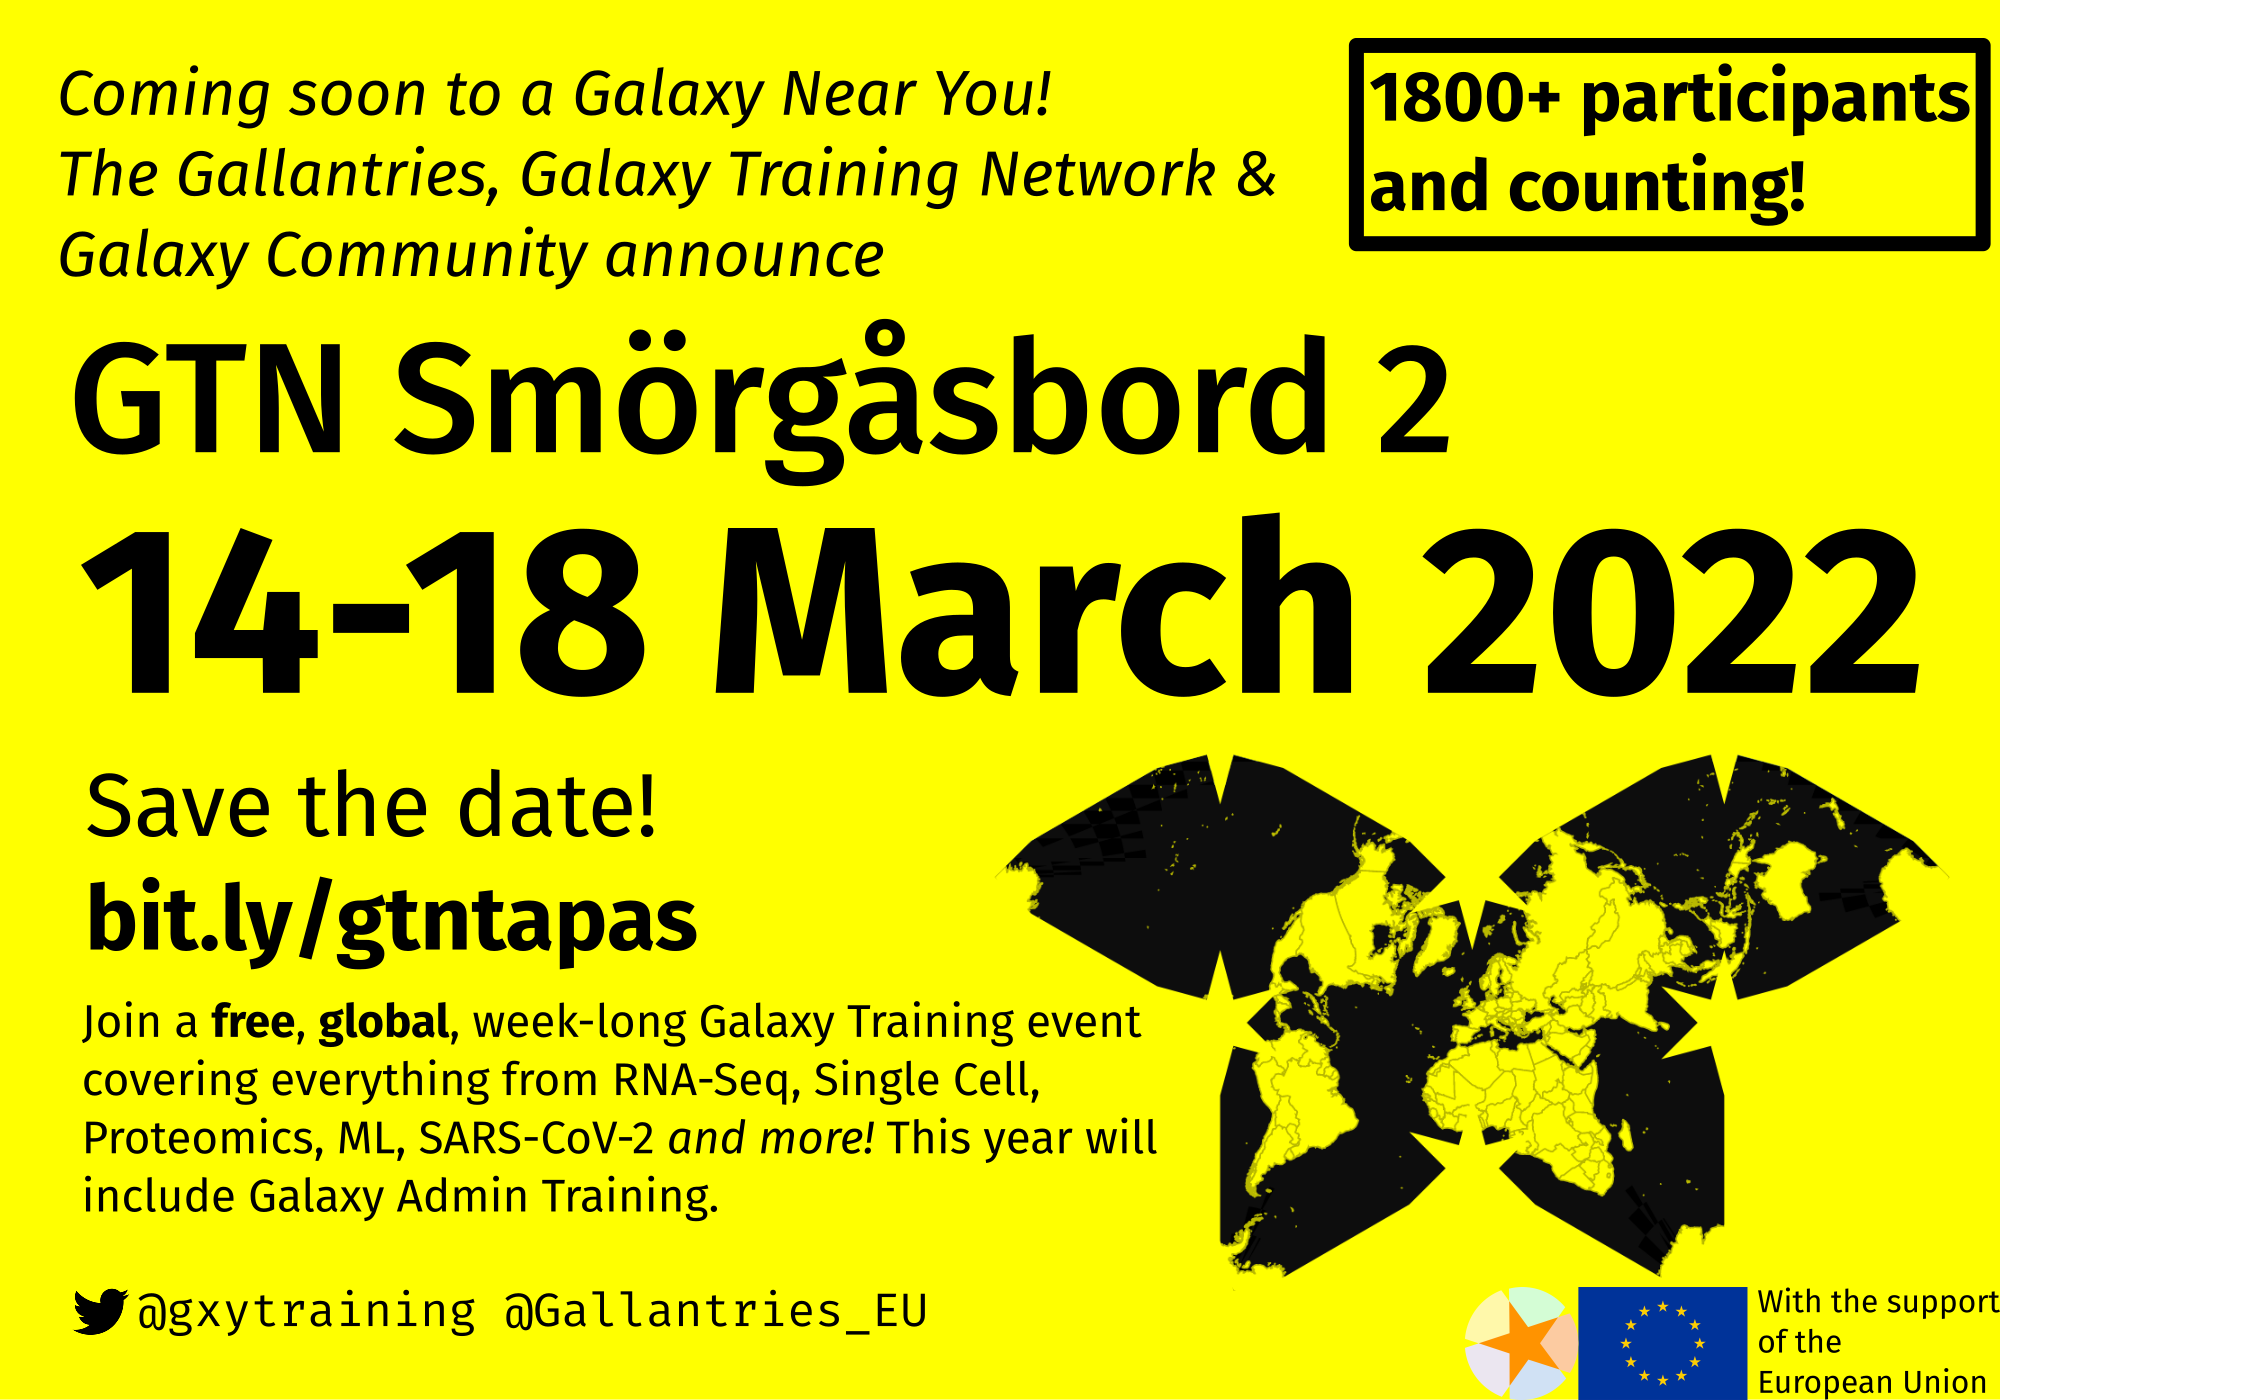 Coming soon to a Galaxy Near You!
The Gallantries, Galaxy Training Network &
Galaxy Community announce
1800+ participants
and counting!
GTN Smörgåsbord 2
14-18 March 2022
Save the date!
bit.ly/gtntapas
Join a free, global, week-long Galaxy Training event
covering everything from RNA-Seq, Single Cell,
Proteomics, ML, SARS-CoV-2 and more! This year will
include Galaxy Admin Training.
@gxytraining @Gallantries_EU
With the support
of the
European Union